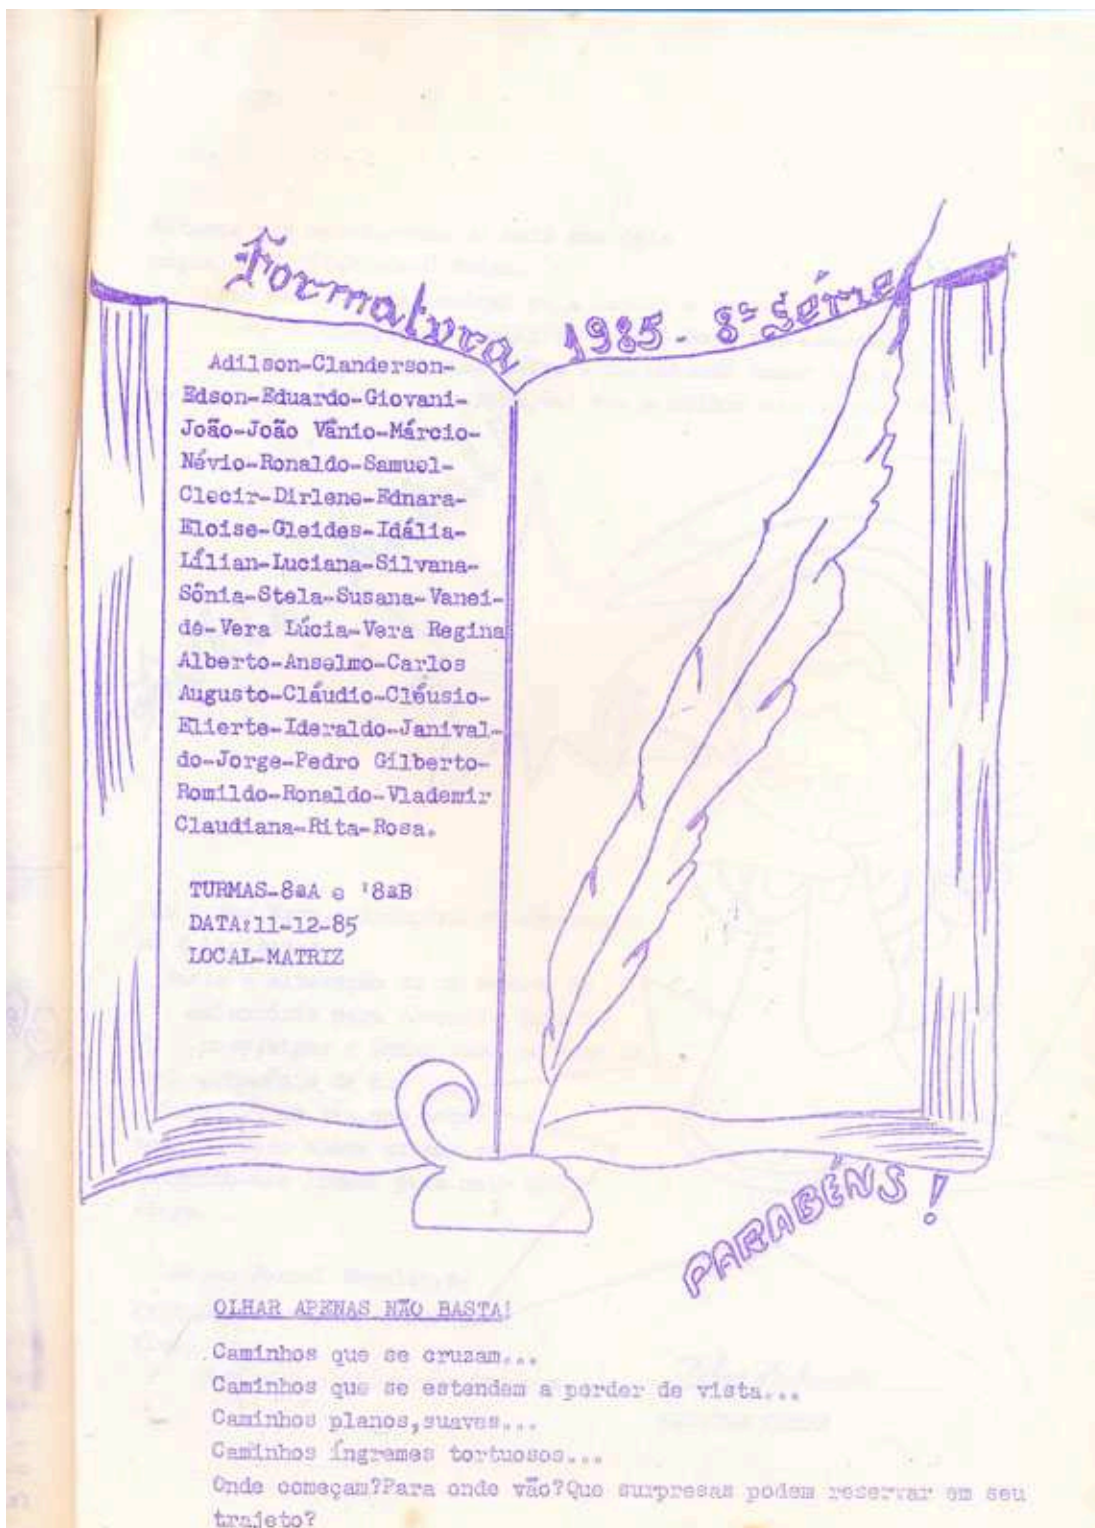 Formatura 1985 - 8ª Série
Adilson-Clanderson-
Edson-Eduardo-Giovani-
João-João Vânio-Márcio-
Névio-Ronaldo-Samuel-
Clecir-Dirlene-Ednara-
Eloise-Gleides-Idália-
Lílian-Luciana-Silvana-
Sônia-Stela-Susana-Vanei-
de-Vera Lúcia-Vera Regina
Alberto-Anselmo-Carlos
Augusto-Cláudio-Cléusio-
Elierte-Ideraldo-Janival-
do-Jorge-Pedro Gilberto-
Romildo-Ronaldo-Vlademir
Claudiana-Rita-Rosa.
TURMAS-8aA e 8aB
DATA:11-12-85
LOCAL-MATRIZ
PARABÉNS!
OLHAR APENAS NÃO BASTA!
Caminhos que se cruzam...
Caminhos que se estendem a perder de vista...
Caminhos planos,suaves...
Caminhos íngremes tortuosos...
Onde começam?Para onde vão?Que surpresas podem reservar em seu
trajeto?